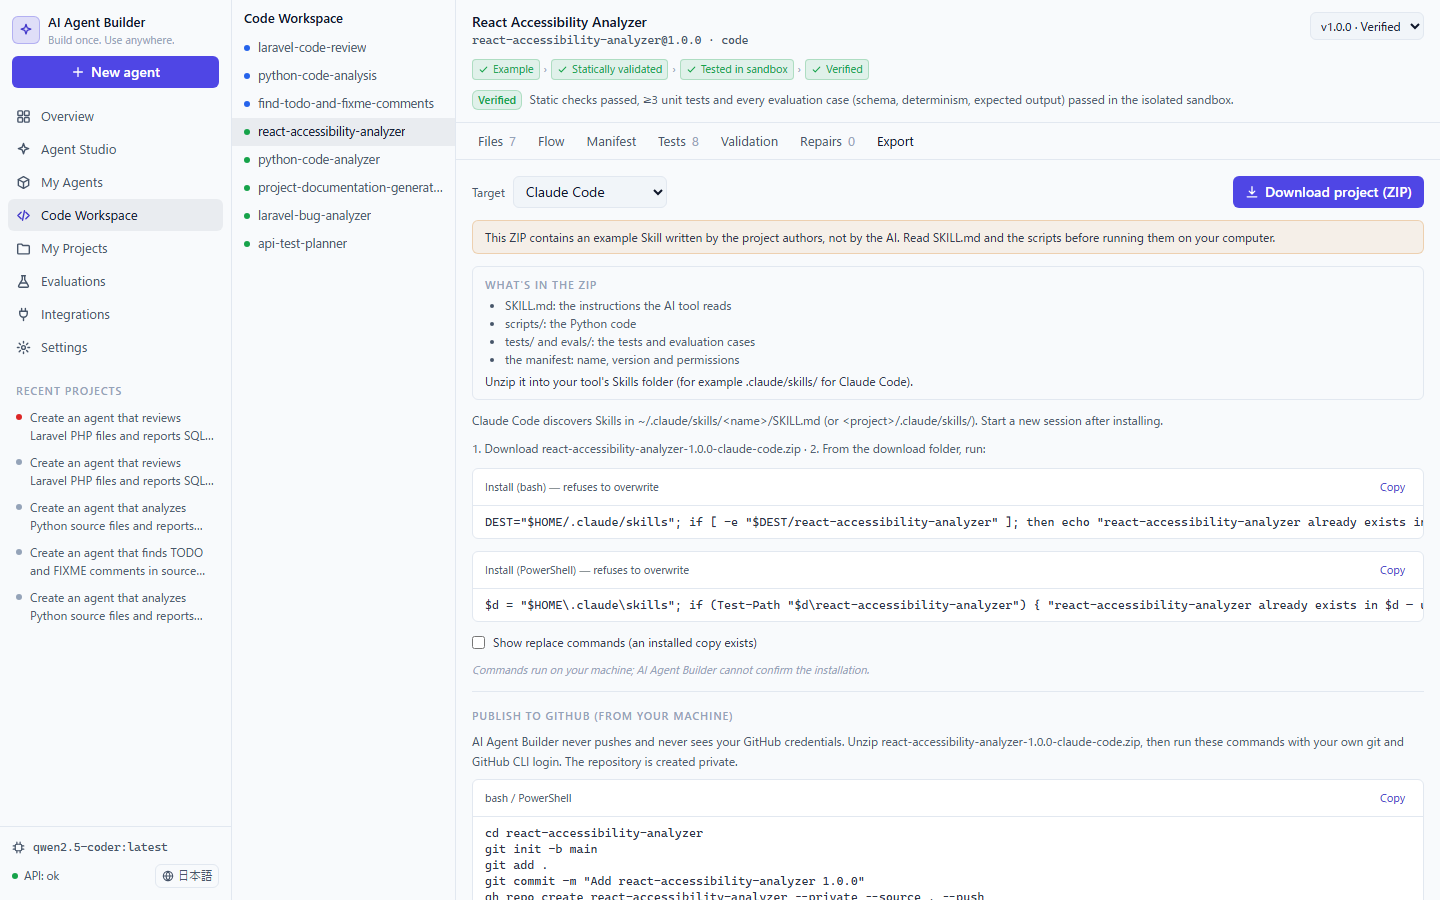 AI Agent Builder
Build once. Use anywhere.
New agent
Overview
Agent Studio
My Agents
Code Workspace
My Projects
Evaluations
Integrations
Settings
RECENT PROJECTS
Create an agent that reviews
Laravel PHP files and reports SQL...
Create an agent that reviews
Laravel PHP files and reports SQL...
Create an agent that analyzes
Python source files and reports...
Create an agent that finds TODO
and FIXME comments in source...
Create an agent that analyzes
Python source files and reports...
qwen2.5-coder:latest
API: ok
日本語
Code Workspace
laravel-code-review
python-code-analysis
find-todo-and-fixme-comments
react-accessibility-analyzer
python-code-analyzer
project-documentation-generat...
laravel-bug-analyzer
api-test-planner
React Accessibility Analyzer
react-accessibility-analyzer@1.0.0 · code
v1.0.0 · Verified
✓ Example › ✓ Statically validated › ✓ Tested in sandbox › ✓ Verified
Verified Static checks passed, ≥3 unit tests and every evaluation case (schema, determinism, expected output) passed in the isolated sandbox.
Files 7 Flow Manifest Tests 8 Validation Repairs 0 Export
Target Claude Code
Download project (ZIP)
This ZIP contains an example Skill written by the project authors, not by the AI. Read SKILL.md and the scripts before running them on your computer.
WHAT'S IN THE ZIP
• SKILL.md: the instructions the AI tool reads
• scripts/: the Python code
• tests/ and evals/: the tests and evaluation cases
• the manifest: name, version and permissions
Unzip it into your tool's Skills folder (for example .claude/skills/ for Claude Code).
Claude Code discovers Skills in ~/.claude/skills/<name>/SKILL.md (or <project>/.claude/skills/). Start a new session after installing.
1. Download react-accessibility-analyzer-1.0.0-claude-code.zip · 2. From the download folder, run:
Install (bash) — refuses to overwrite
Copy
DEST="$HOME/.claude/skills"; if [ -e "$DEST/react-accessibility-analyzer" ]; then echo "react-accessibility-analyzer already exists in
Install (PowerShell) — refuses to overwrite
Copy
$d = "$HOME\.claude\skills"; if (Test-Path "$d\react-accessibility-analyzer") { "react-accessibility-analyzer already exists in $d —
Show replace commands (an installed copy exists)
Commands run on your machine; AI Agent Builder cannot confirm the installation.
PUBLISH TO GITHUB (FROM YOUR MACHINE)
AI Agent Builder never pushes and never sees your GitHub credentials. Unzip react-accessibility-analyzer-1.0.0-claude-code.zip, then run these commands with your own git and
GitHub CLI login. The repository is created private.
bash / PowerShell
Copy
cd react-accessibility-analyzer
git init -b main
git add .
git commit -m "Add react-accessibility-analyzer 1.0.0"
gh repo create react-accessibility-analyzer --private --source . --push